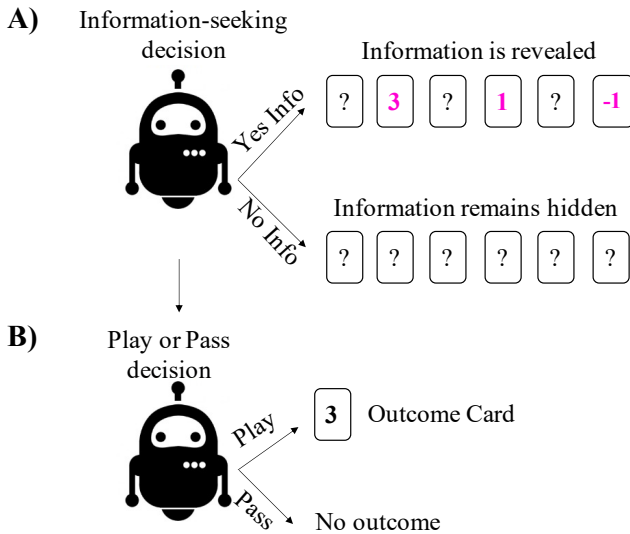 A)
Information-seeking
decision
Information is revealed
Yes Info
? 3 ? 1 ? -1
No Info
Information remains hidden
? ? ? ? ? ?
B)
Play or Pass
decision
Play
3 Outcome Card
Pass
No outcome